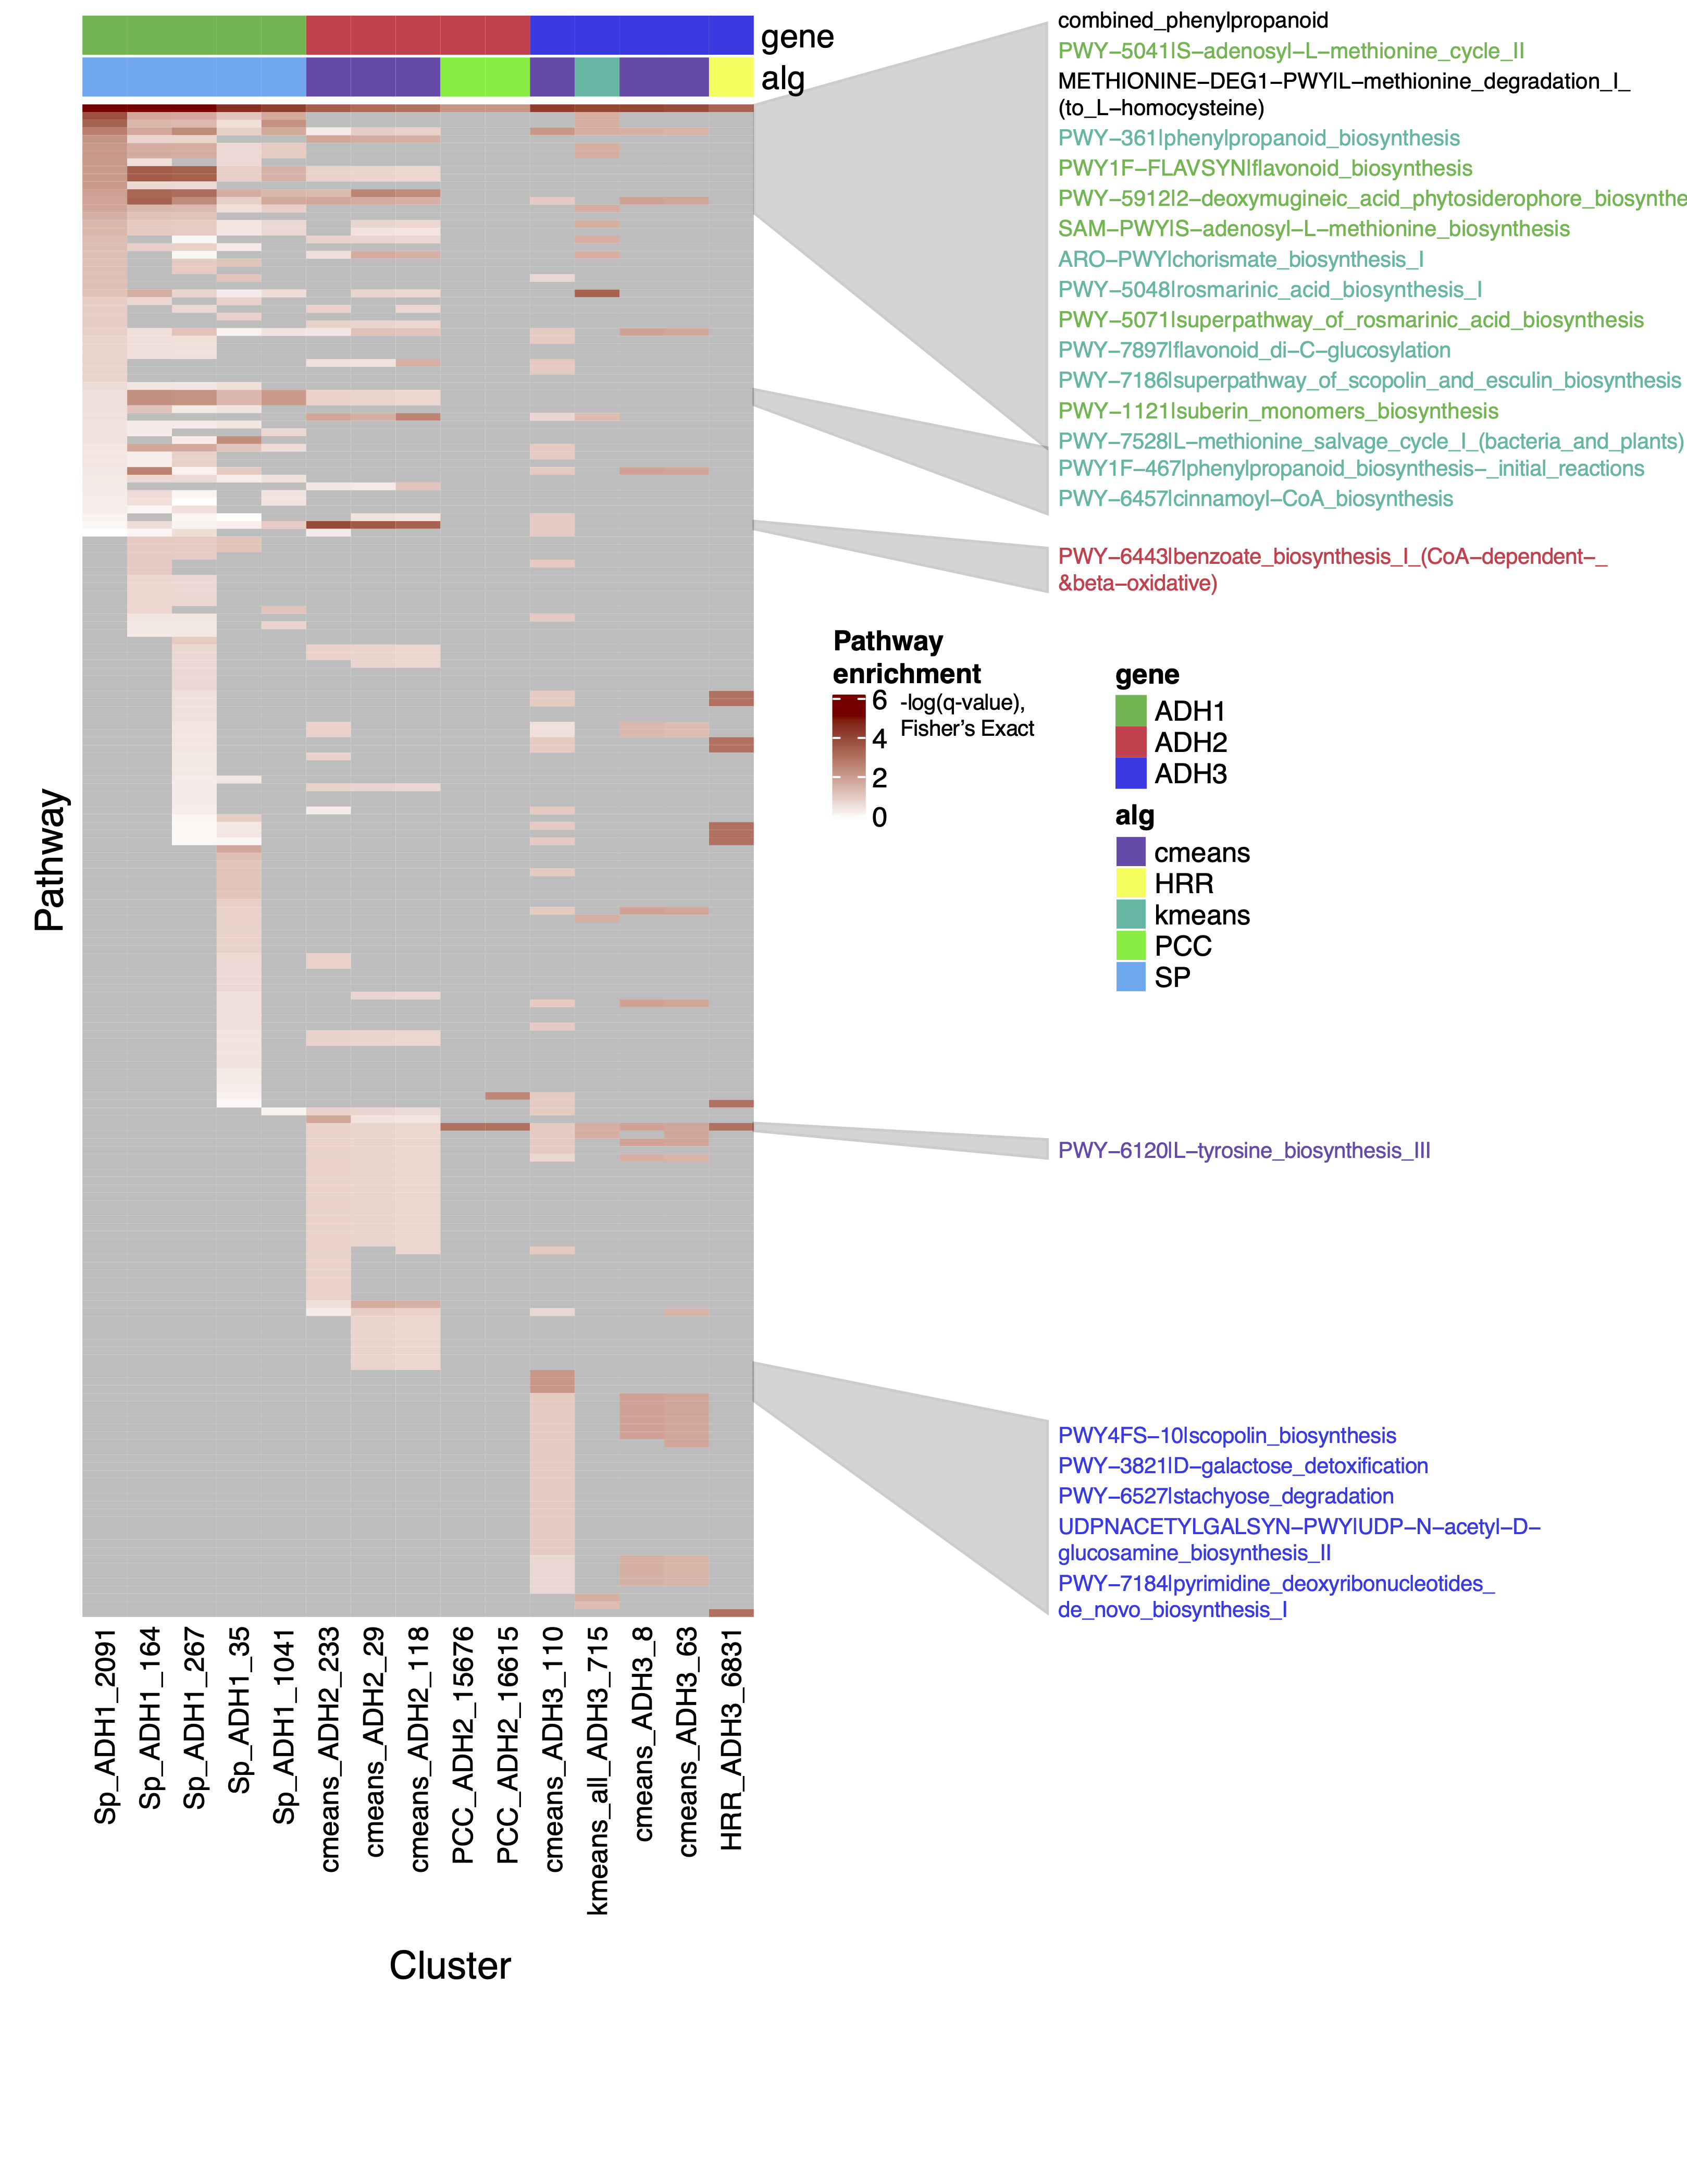 gene
alg
combined_phenylpropanoid
PWY−5041|S−adenosyl−L−methionine_cycle_II
METHIONINE−DEG1−PWY|L−methionine_degradation_I_
(to_L−homocysteine)
PWY−361|phenylpropanoid_biosynthesis
PWY1F−FLAVSYN|flavonoid_biosynthesis
PWY−5912|2−deoxymugineic_acid_phytosiderophore_biosynthe
SAM−PWY|S−adenosyl−L−methionine_biosynthesis
ARO−PWY|chorismate_biosynthesis_I
PWY−5048|rosmarinic_acid_biosynthesis_I
PWY−5071|superpathway_of_rosmarinic_acid_biosynthesis
PWY−7897|flavonoid_di−C−glucosylation
PWY−7186|superpathway_of_scopolin_and_esculin_biosynthesis
PWY−1121|suberin_monomers_biosynthesis
PWY−7528|L−methionine_salvage_cycle_I_(bacteria_and_plants)
PWY1F−467|phenylpropanoid_biosynthesis−_initial_reactions
PWY−6457|cinnamoyl−CoA_biosynthesis
PWY−6443|benzoate_biosynthesis_I_(CoA−dependent−_
&beta−oxidative)
Pathway
enrichment
6
4
2
0
-log(q-value),
Fisher's Exact
gene
ADH1
ADH2
ADH3
alg
cmeans
HRR
kmeans
PCC
SP
Pathway
PWY−6120|L−tyrosine_biosynthesis_III
PWY4FS−10|scopolin_biosynthesis
PWY−3821|D−galactose_detoxification
PWY−6527|stachyose_degradation
UDPNACETYLGALSYN−PWY|UDP−N−acetyl−D−
glucosamine_biosynthesis_II
PWY−7184|pyrimidine_deoxyribonucleotides_
de_novo_biosynthesis_I
Sp_ADH1_2091
Sp_ADH1_164
Sp_ADH1_267
Sp_ADH1_35
Sp_ADH1_1041
cmeans_ADH2_233
cmeans_ADH2_29
cmeans_ADH2_118
PCC_ADH2_15676
PCC_ADH2_16615
cmeans_ADH3_110
kmeans_all_ADH3_715
cmeans_ADH3_8
cmeans_ADH3_63
HRR_ADH3_6831
Cluster